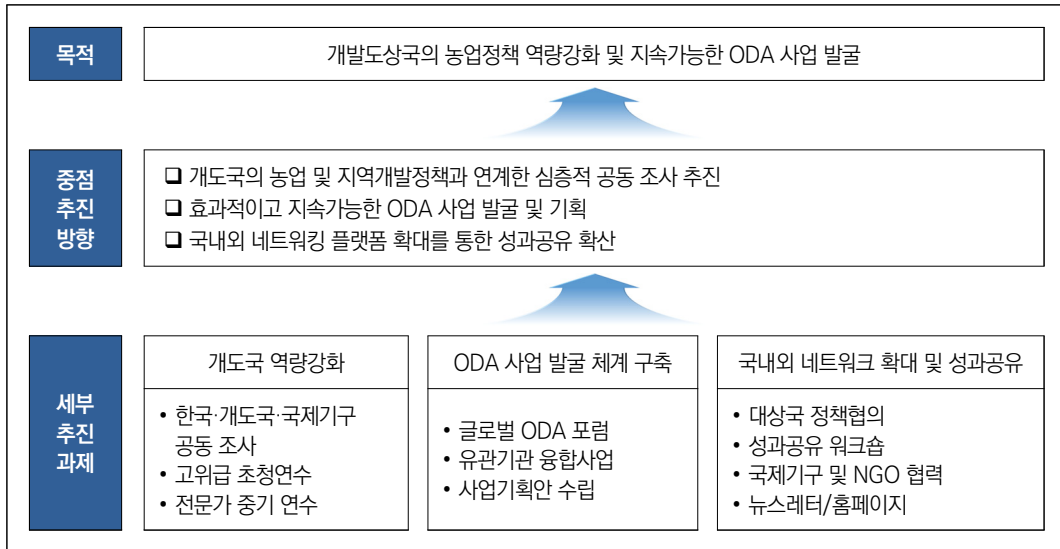 목적
개발도상국의 농업정책 역량강화 및 지속가능한 ODA 사업 발굴
중점
추진
방향
❑ 개도국의 농업 및 지역개발정책과 연계한 심층적 공동 조사 추진
❑ 효과적이고 지속가능한 ODA 사업 발굴 및 기획
❑ 국내외 네트워킹 플랫폼 확대를 통한 성과공유 확산
세부
추진
과제
개도국 역량강화
• 한국·개도국·국제기구
공동 조사
• 고위급 초청연수
• 전문가 중기 연수
ODA 사업 발굴 체계 구축
• 글로벌 ODA 포럼
• 유관기관 융합사업
• 사업기획안 수립
국내외 네트워크 확대 및 성과공유
• 대상국 정책협의
• 성과공유 워크숍
• 국제기구 및 NGO 협력
• 뉴스레터/홈페이지